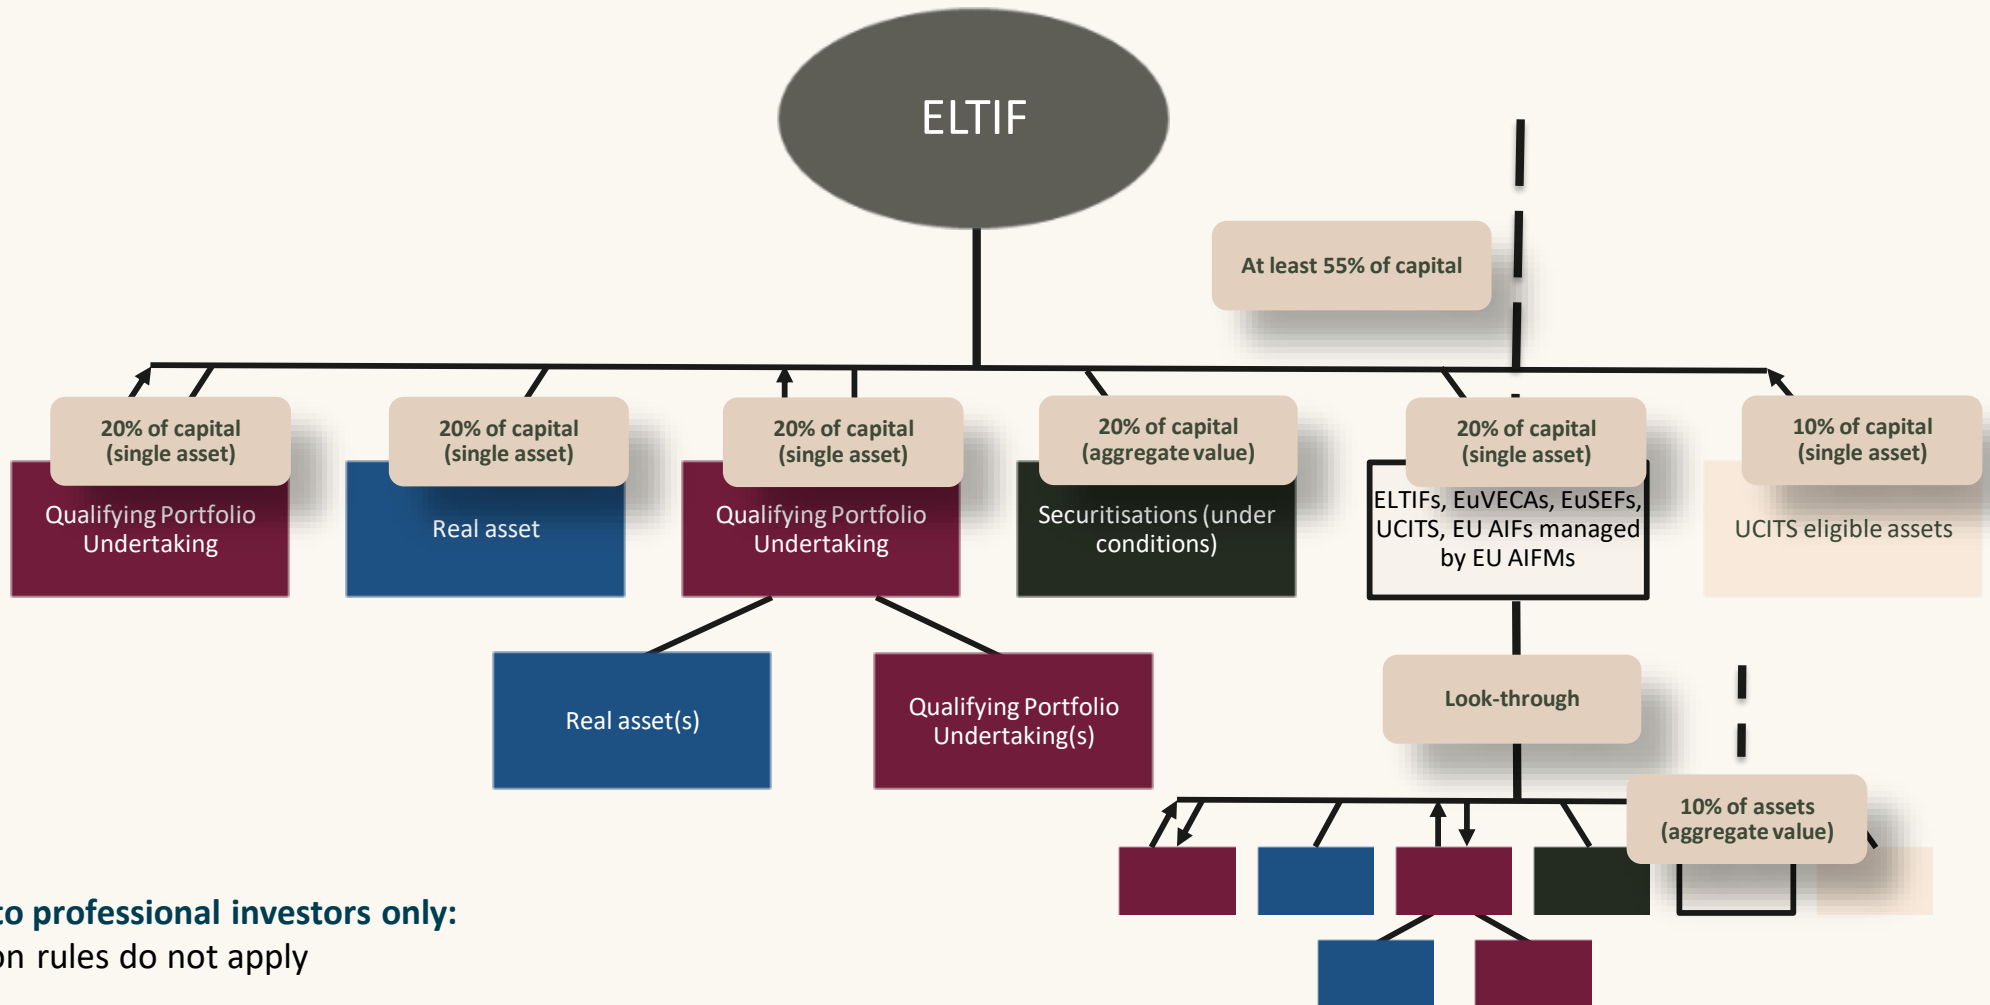 ELTIF
At least 55% of capital
20% of capital
(single asset)
20% of capital
(single asset)
20% of capital
(single asset)
20% of capital
(aggregate value)
20% of capital
(single asset)
10% of capital
(single asset)
Qualifying Portfolio
Undertaking
Real asset
Qualifying Portfolio
Undertaking
Securitisations (under
conditions)
ELTIFs, EuVECAs, EuSEFs,
UCITS, EU AIFs managed
by EU AIFMs
UCITS eligible assets
Real asset(s)
Qualifying Portfolio
Undertaking(s)
Look-through
10% of assets
(aggregate value)
to professional investors only:
on rules do not apply